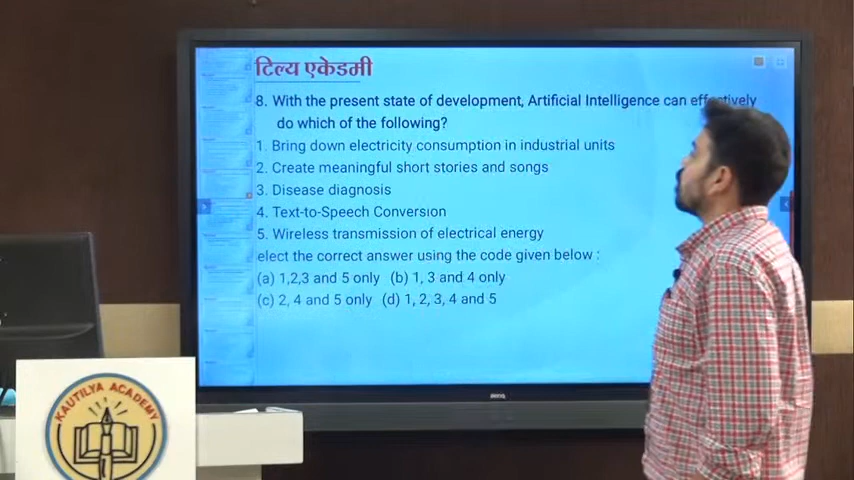 टिल्य एकेडमी
8. With the present state of development, Artificial Intelligence can effectively
do which of the following?
1. Bring down electricity consumption in industrial units
2. Create meaningful short stories and songs
3. Disease diagnosis
4. Text-to-Speech Conversion
5. Wireless transmission of electrical energy
elect the correct answer using the code given below :
(a) 1,2,3 and 5 only (b) 1, 3 and 4 only
(c) 2, 4 and 5 only (d) 1, 2, 3, 4 and 5
BenQ
KAUTILYA ACADEMY